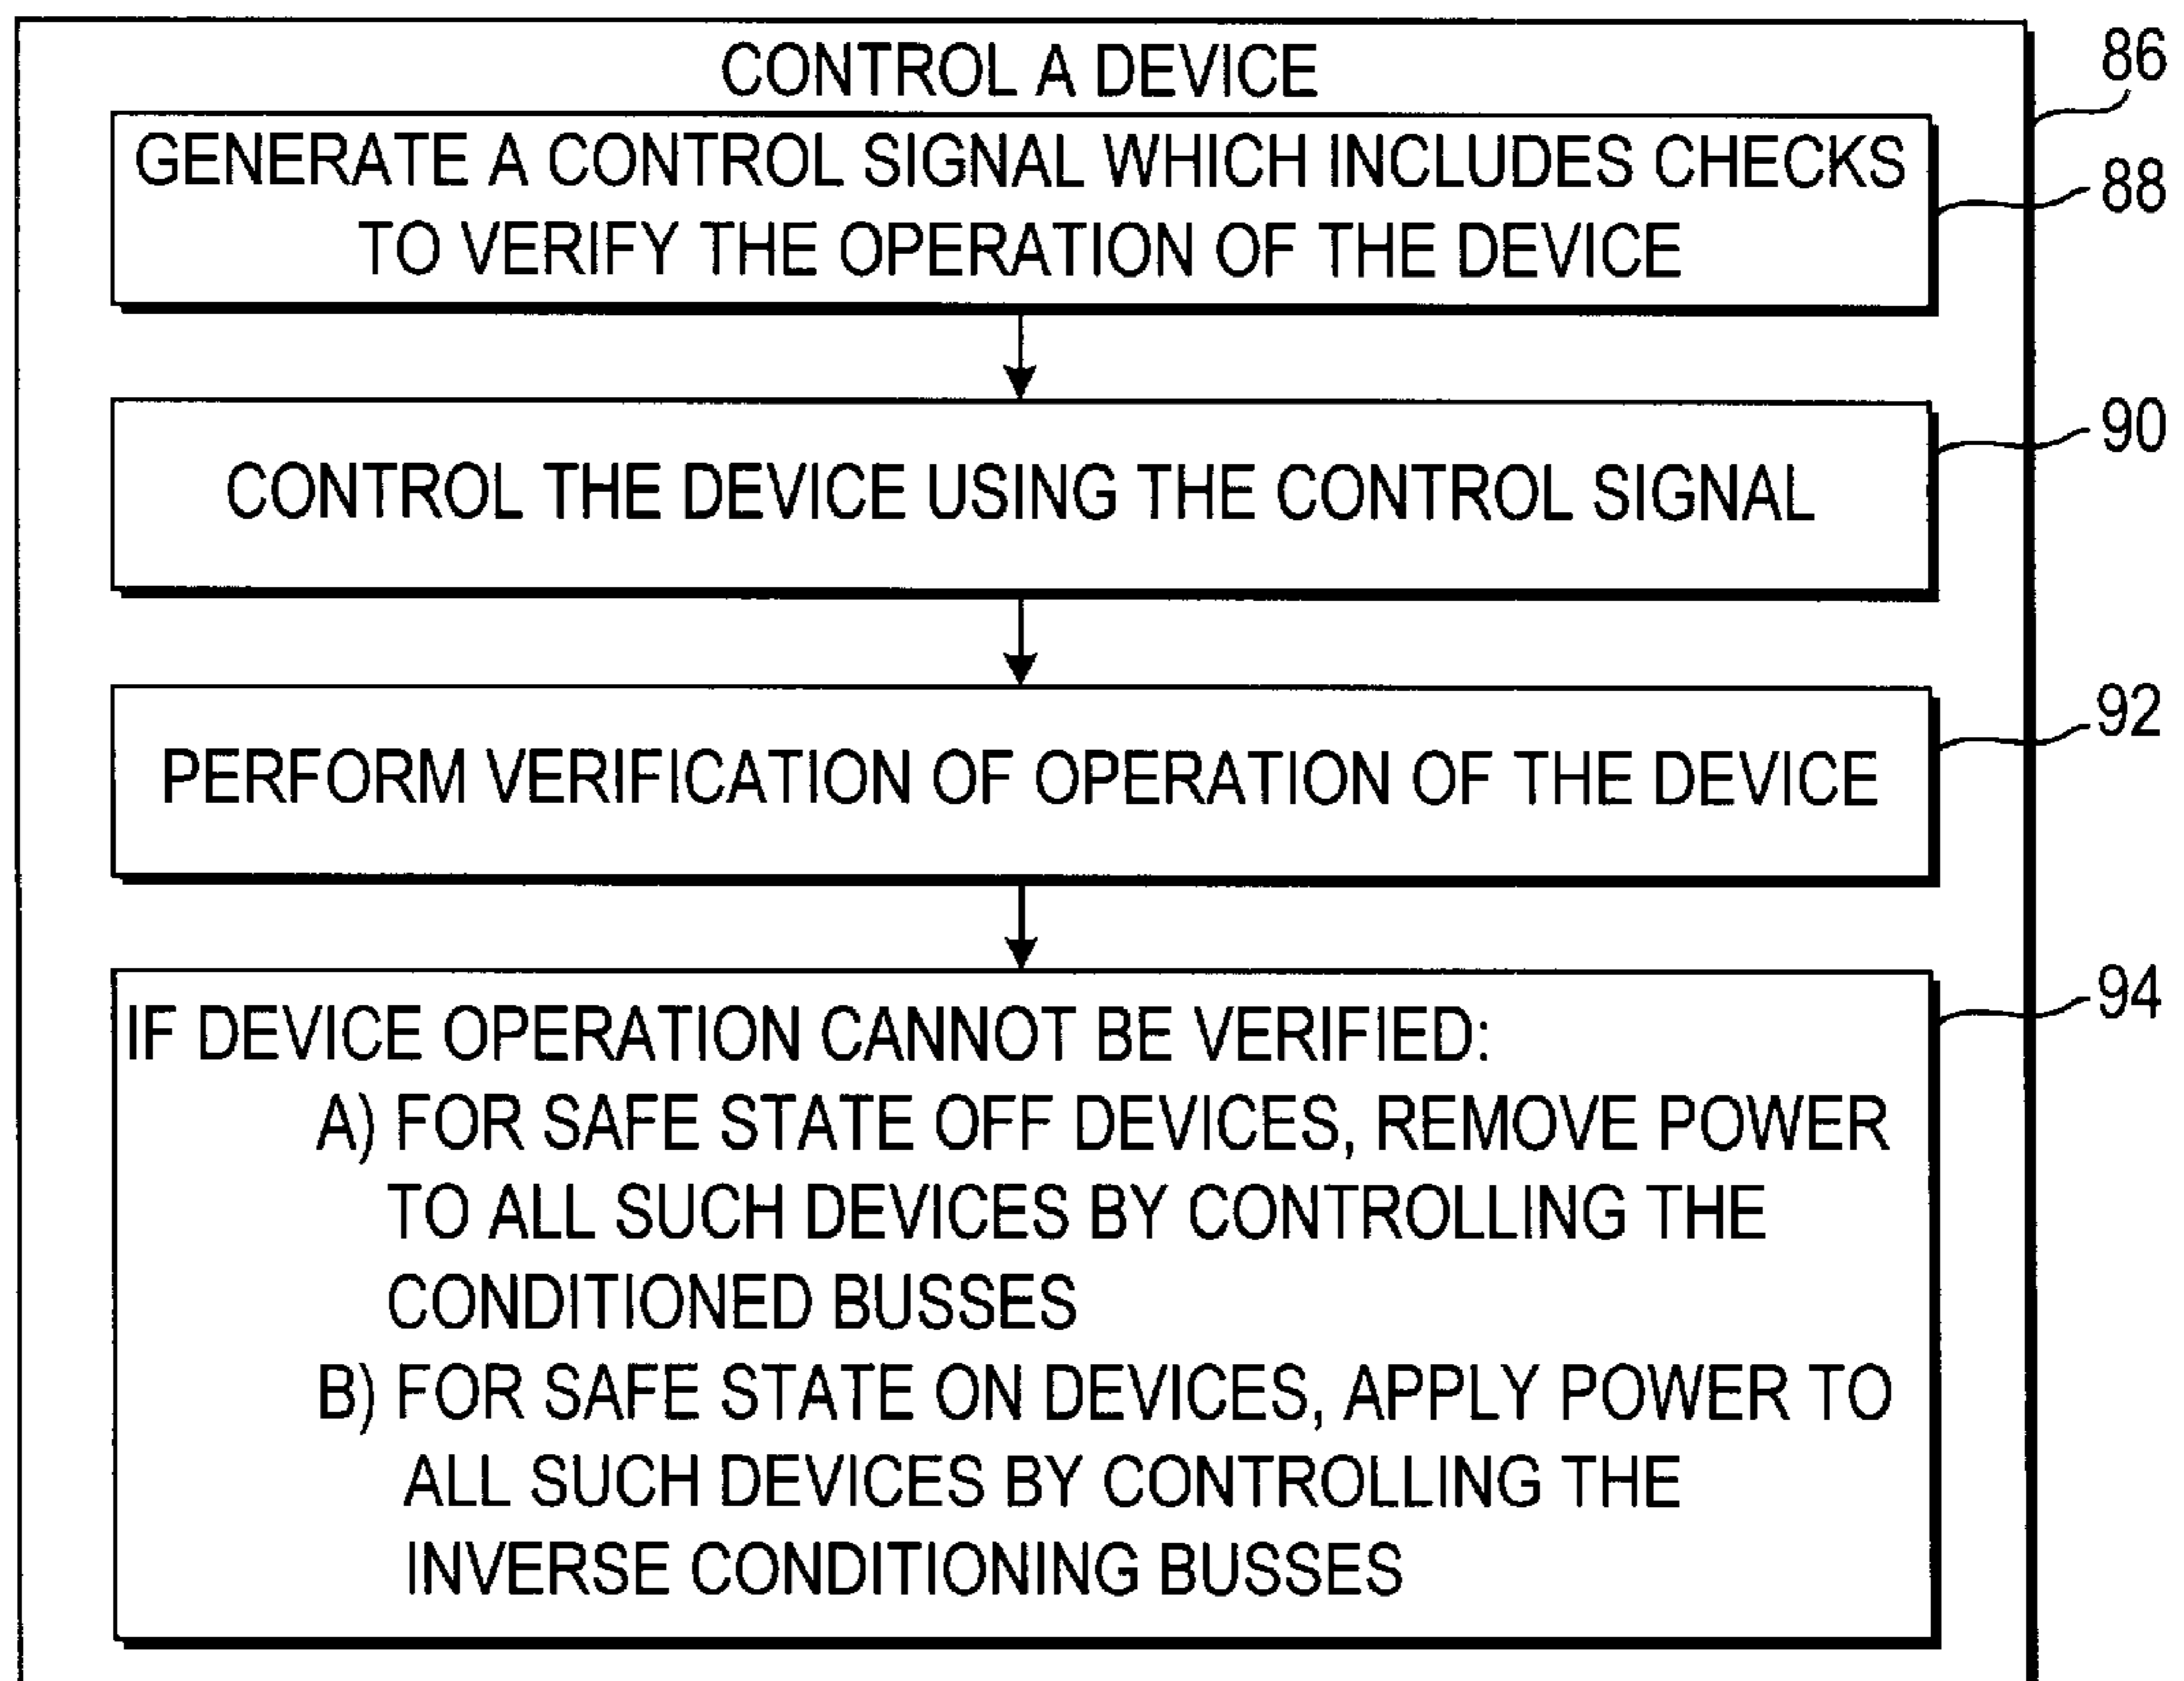 CONTROL A DEVICE
86
GENERATE A CONTROL SIGNAL WHICH INCLUDES CHECKS
TO VERIFY THE OPERATION OF THE DEVICE
88
CONTROL THE DEVICE USING THE CONTROL SIGNAL
90
PERFORM VERIFICATION OF OPERATION OF THE DEVICE
92
IF DEVICE OPERATION CANNOT BE VERIFIED:
94
A) FOR SAFE STATE OFF DEVICES, REMOVE POWER
TO ALL SUCH DEVICES BY CONTROLLING THE
CONDITIONED BUSSES
B) FOR SAFE STATE ON DEVICES, APPLY POWER TO
ALL SUCH DEVICES BY CONTROLLING THE
INVERSE CONDITIONING BUSSES